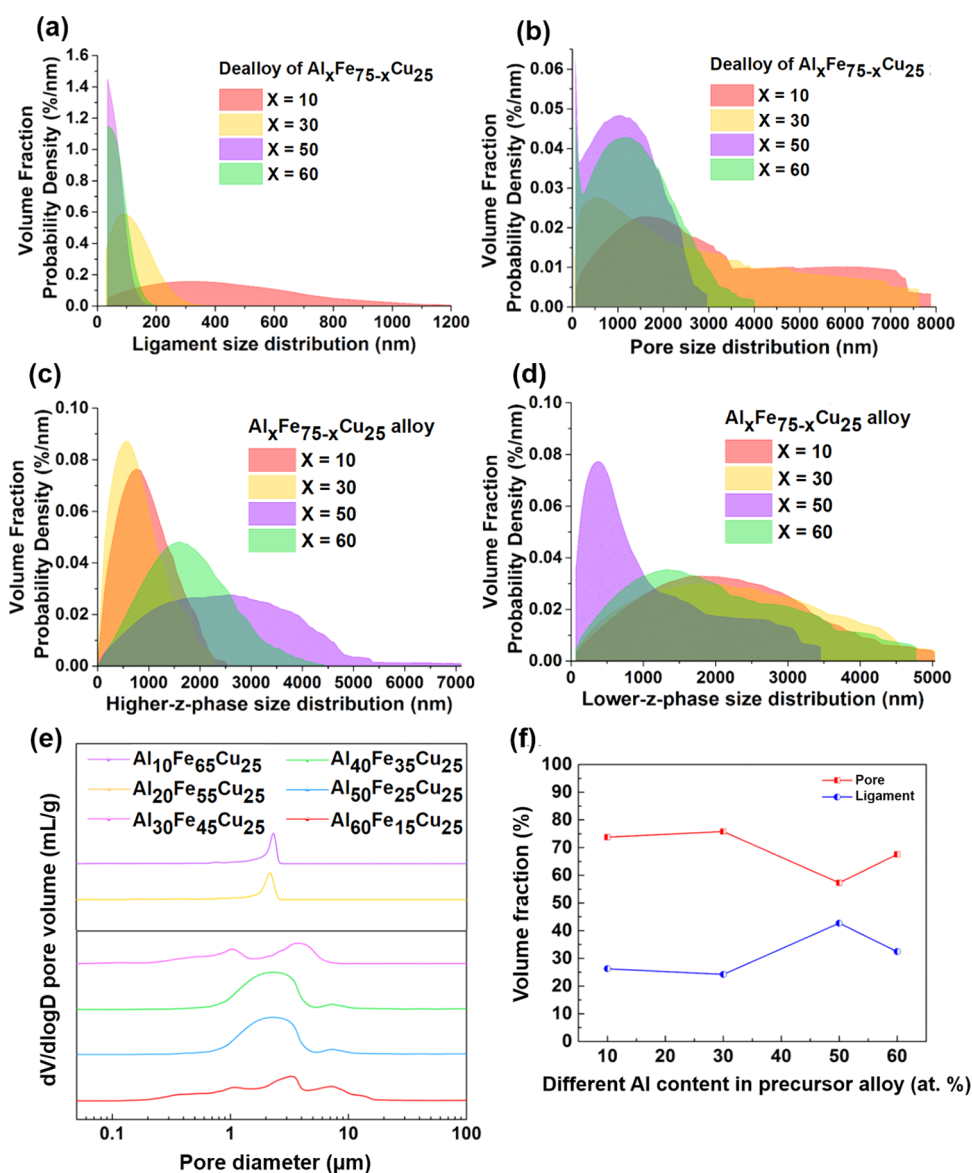 (a)
Volume Fraction
Probability Density (%/nm)
1.6
1.4
1.2
1.0
0.8
0.6
0.4
0.2
0.0
Dealloy of AlxFe75-xCu25
X = 10
X = 30
X = 50
X = 60
0 200 400 600 800 1000 1200
Ligament size distribution (nm)
(b)
Volume Fraction
Probability Density (%/nm)
0.06
0.05
0.04
0.03
0.02
0.01
0.00
Dealloy of AlxFe75-xCu25 :
X = 10
X = 30
X = 50
X = 60
0 1000 2000 3000 4000 5000 6000 7000 8000
Pore size distribution (nm)
(c)
Volume Fraction
Probability Density (%/nm)
0.10
0.08
0.06
0.04
0.02
0.00
AlxFe75-xCu25 alloy
X = 10
X = 30
X = 50
X = 60
0 1000 2000 3000 4000 5000 6000 7000
Higher-z-phase size distribution (nm)
(d)
Volume Fraction
Probability Density (%/nm)
0.10
0.08
0.06
0.04
0.02
0.00
AlxFe75-xCu25 alloy
X = 10
X = 30
X = 50
X = 60
0 1000 2000 3000 4000 5000
Lower-z-phase size distribution (nm)
(e)
dV/dlogD pore volume (mL/g)
Al10Fe65Cu25 Al40Fe35Cu25
Al20Fe55Cu25 Al50Fe25Cu25
Al30Fe45Cu25 Al60Fe15Cu25
0.1 1 10 100
Pore diameter (µm)
(f)
Volume fraction (%)
100
90
80
70
60
50
40
30
20
10
0
Pore
Ligament
10 20 30 40 50 60
Different Al content in precursor alloy (at. %)